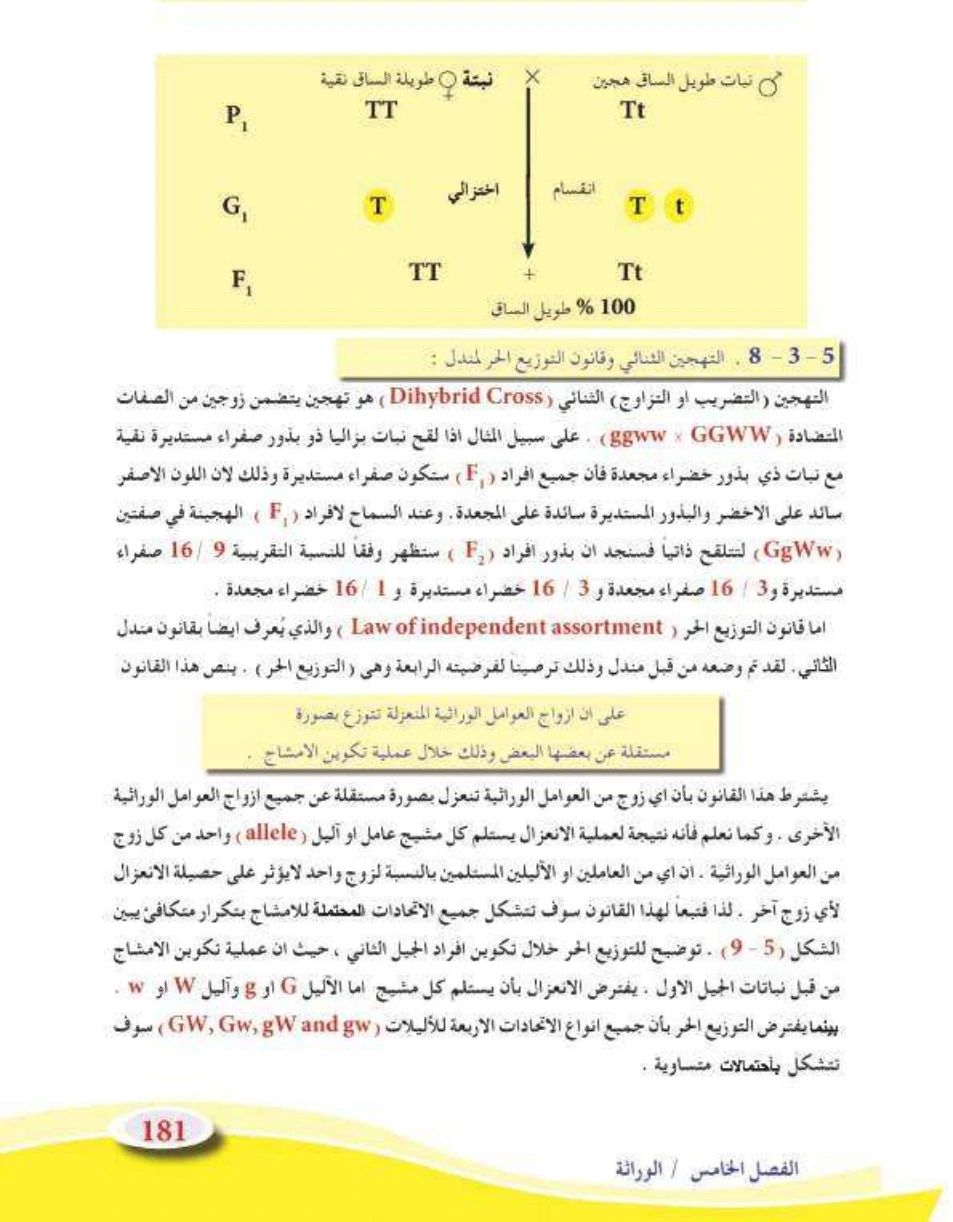 ♂ نبات طويل الساق هجين × نبتة ♀ طويلة الساق نقية
Tt TT P₁
انقسام اختزالي
T t T G₁
Tt + TT F₁
100 % طويل الساق
5 - 3 - 8 . التهجين الثنائي وقانون التوزيع الحر لمندل :
التهجين (التضريب او التزاوج) الثنائي (Dihybrid Cross) هو تهجين يتضمن زوجين من الصفات
المتضادة (ggww × GGWW) . على سبيل المثال اذا لقح نبات بزاليا ذو بذور صفراء مستديرة نقية
مع نبات ذي بذور خضراء مجعدة فأن جميع افراد (F₁) ستكون صفراء مستديرة وذلك لان اللون الاصفر
سائد على الاخضر والبذور المستديرة سائدة على المجعدة. وعند السماح لافراد (F₁) الهجينة في صفتين
(GgWw) لتتلقح ذاتياً فسنجد ان بذور افراد (F₂) ستظهر وفقاً للنسبة التقريبية 9 /16 صفراء
مستديرة و3 / 16 صفراء مجعدة و 3 / 16 خضراء مستديرة و 1 /16 خضراء مجعدة .
اما قانون التوزيع الحر ( Law of independent assortment ) والذي يُعرف ايضاً بقانون مندل
الثاني. لقد تم وضعه من قبل مندل وذلك ترصيناً لفرضيته الرابعة وهي (التوزيع الحر) . ينص هذا القانون
على ان ازواج العوامل الوراثية المنعزلة تتوزع بصورة
مستقلة عن بعضها البعض وذلك خلال عملية تكوين الامشاج .
يشترط هذا القانون بأن اي زوج من العوامل الوراثية تنعزل بصورة مستقلة عن جميع ازواج العوامل الوراثية
الأخرى . وكما نعلم فأنه نتيجة لعملية الانعزال يستلم كل مشيج عامل او آليل (allele) واحد من كل زوج
من العوامل الوراثية . ان اي من العاملين او الأليلين المستلمين بالنسبة لزوج واحد لايؤثر على حصيلة الانعزال
لأي زوج آخر . لذا فتبعاً لهذا القانون سوف تتشكل جميع الاتحادات المحتملة للامشاج بتكرار متكافئ يبين
الشكل (5 - 9) . توضيح للتوزيع الحر خلال تكوين افراد الجيل الثاني ، حيث ان عملية تكوين الامشاج
من قبل نباتات الجيل الاول . يفترض الانعزال بأن يستلم كل مشيج اما الأليل G او g وآليل W او w .
بينما يفترض التوزيع الحر بأن جميع انواع الاتحادات الاربعة للأليلات (GW, Gw, gW and gw) سوف
تتشكل بأحتمالات متساوية .
181
الفصل الخامس / الوراثة